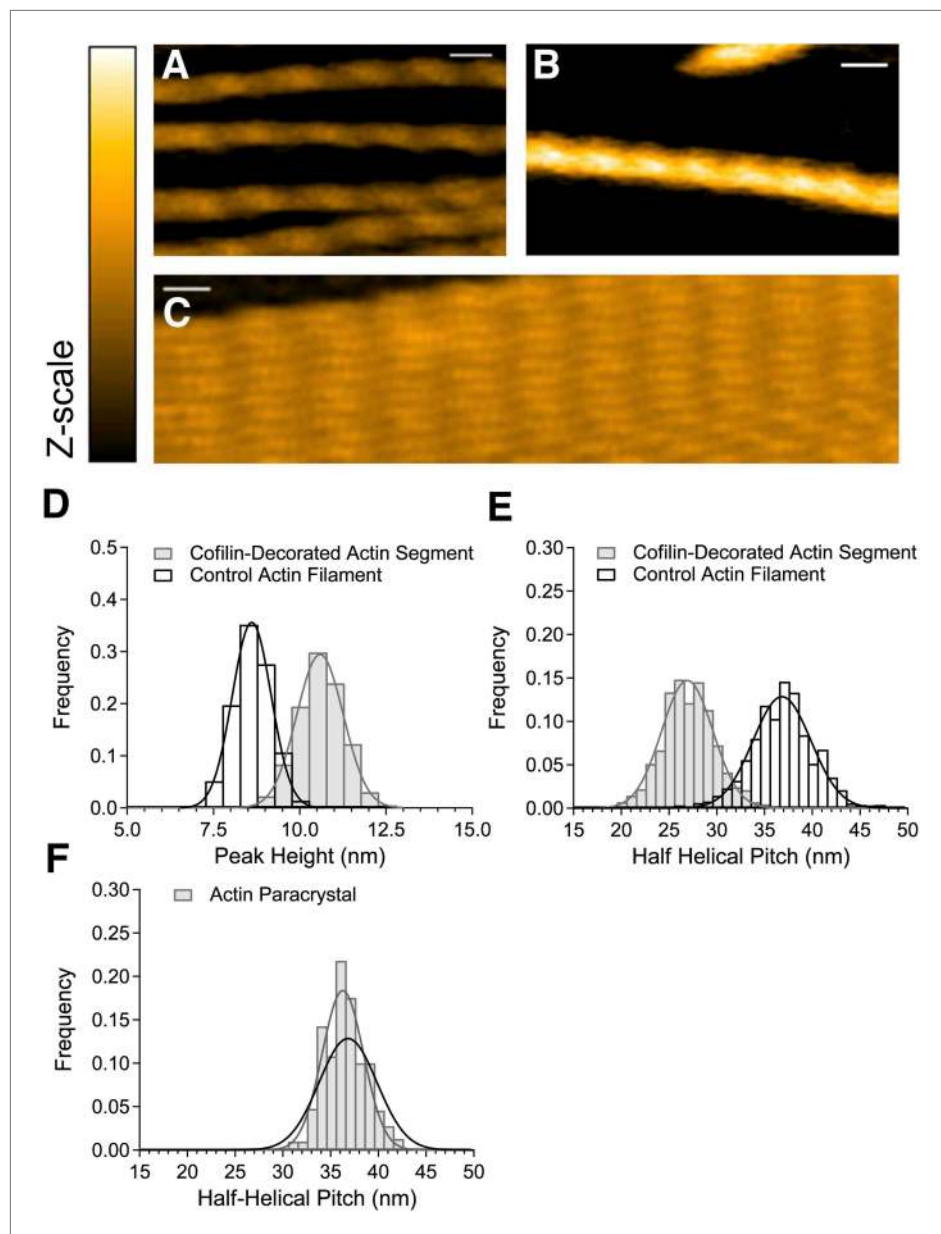 A
B
Z-scale
C
D
E
0.5
0.4
0.3
0.2
0.1
0.0
Frequency
Cofilin-Decorated Actin Segment
Control Actin Filament
5.0 7.5 10.0 12.5 15.0
Peak Height (nm)
0.30
0.25
0.20
0.15
0.10
0.05
0.00
Frequency
Cofilin-Decorated Actin Segment
Control Actin Filament
15 20 25 30 35 40 45 50
Half Helical Pitch (nm)
F
0.30
0.25
0.20
0.15
0.10
0.05
0.00
Frequency
Actin Paracrystal
15 20 25 30 35 40 45 50
Half-Helical Pitch (nm)